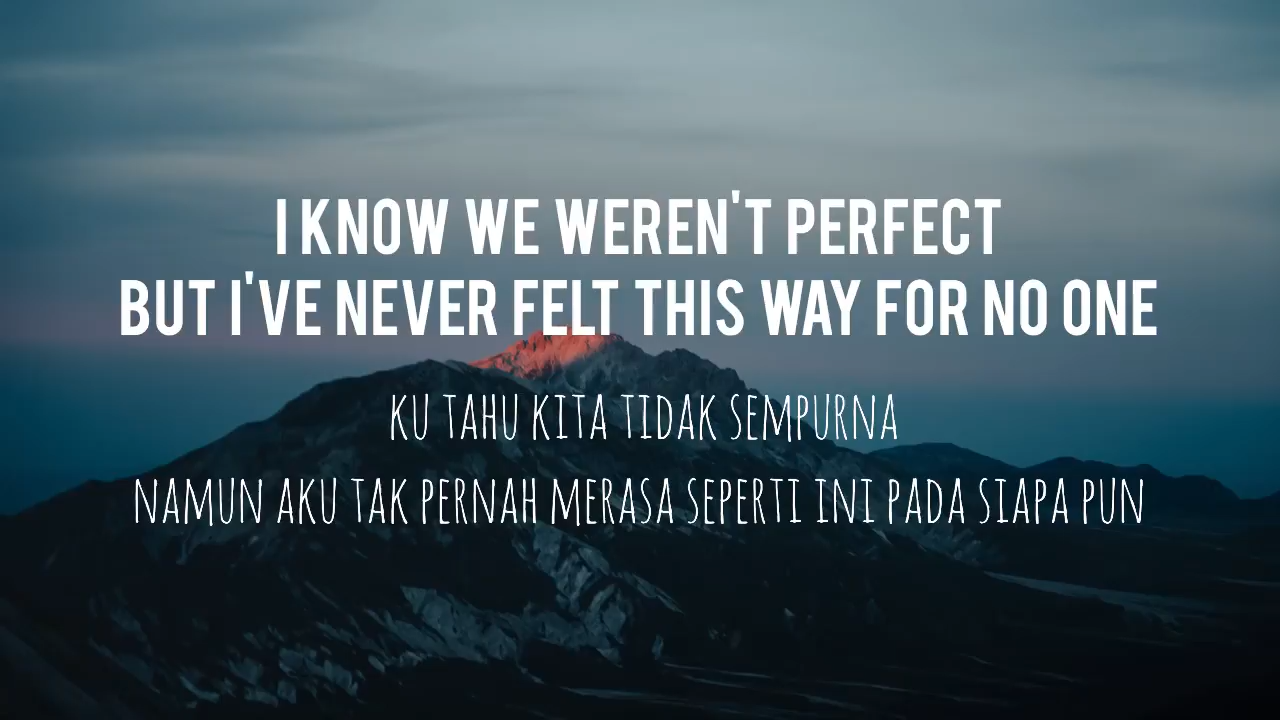 I KNOW WE WEREN'T PERFECT
BUT I'VE NEVER FELT THIS WAY FOR NO ONE
KU TAHU KITA TIDAK SEMPURNA
NAMUN AKU TAK PERNAH MERASA SEPERTI INI PADA SIAPA PUN